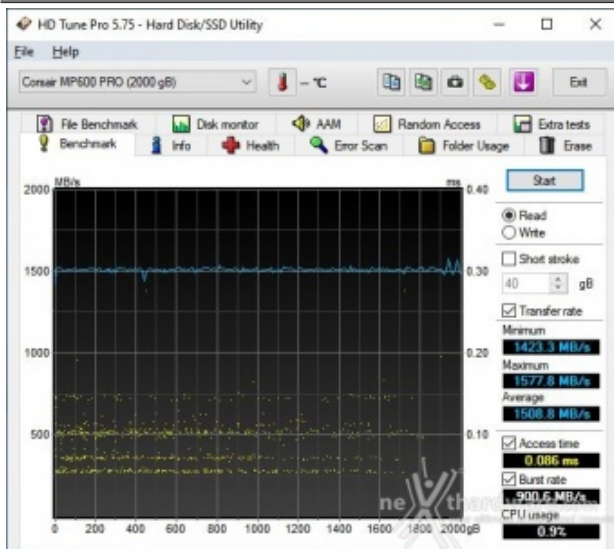 HD Tune Pro 5.75 - Hard Disk/SSD Utility
File Help
Corsair MP600 PRO (2000 gB) – °C Exit
File Benchmark Disk monitor AAM Random Access Extra tests
Benchmark Info Health Error Scan Folder Usage Erase
Start
MB/s ms
2000 0.40
Read
Write
Short stroke
1500 0.30
40 gB
Transfer rate
Minimum
1423.3 MB/s
1000 0.20
Maximum
1577.8 MB/s
Average
1508.8 MB/s
500 0.10
Access time
0.086 ms
Burst rate
900.6 MB/s
CPU usage
0.9%
0 200 400 600 800 1000 1200 1400 1600 1800 2000gB